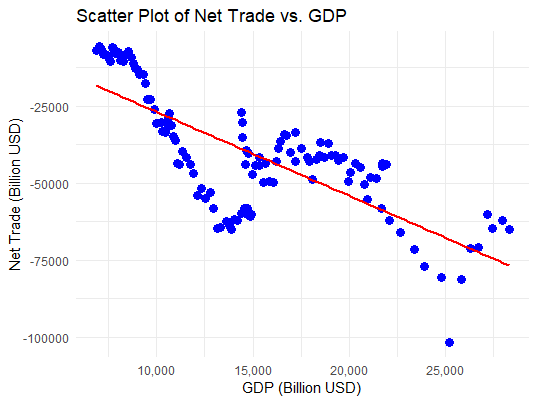 Scatter Plot of Net Trade vs. GDP
Net Trade (Billion USD)
-25000
-50000
-75000
-100000
10,000 15,000 20,000 25,000
GDP (Billion USD)